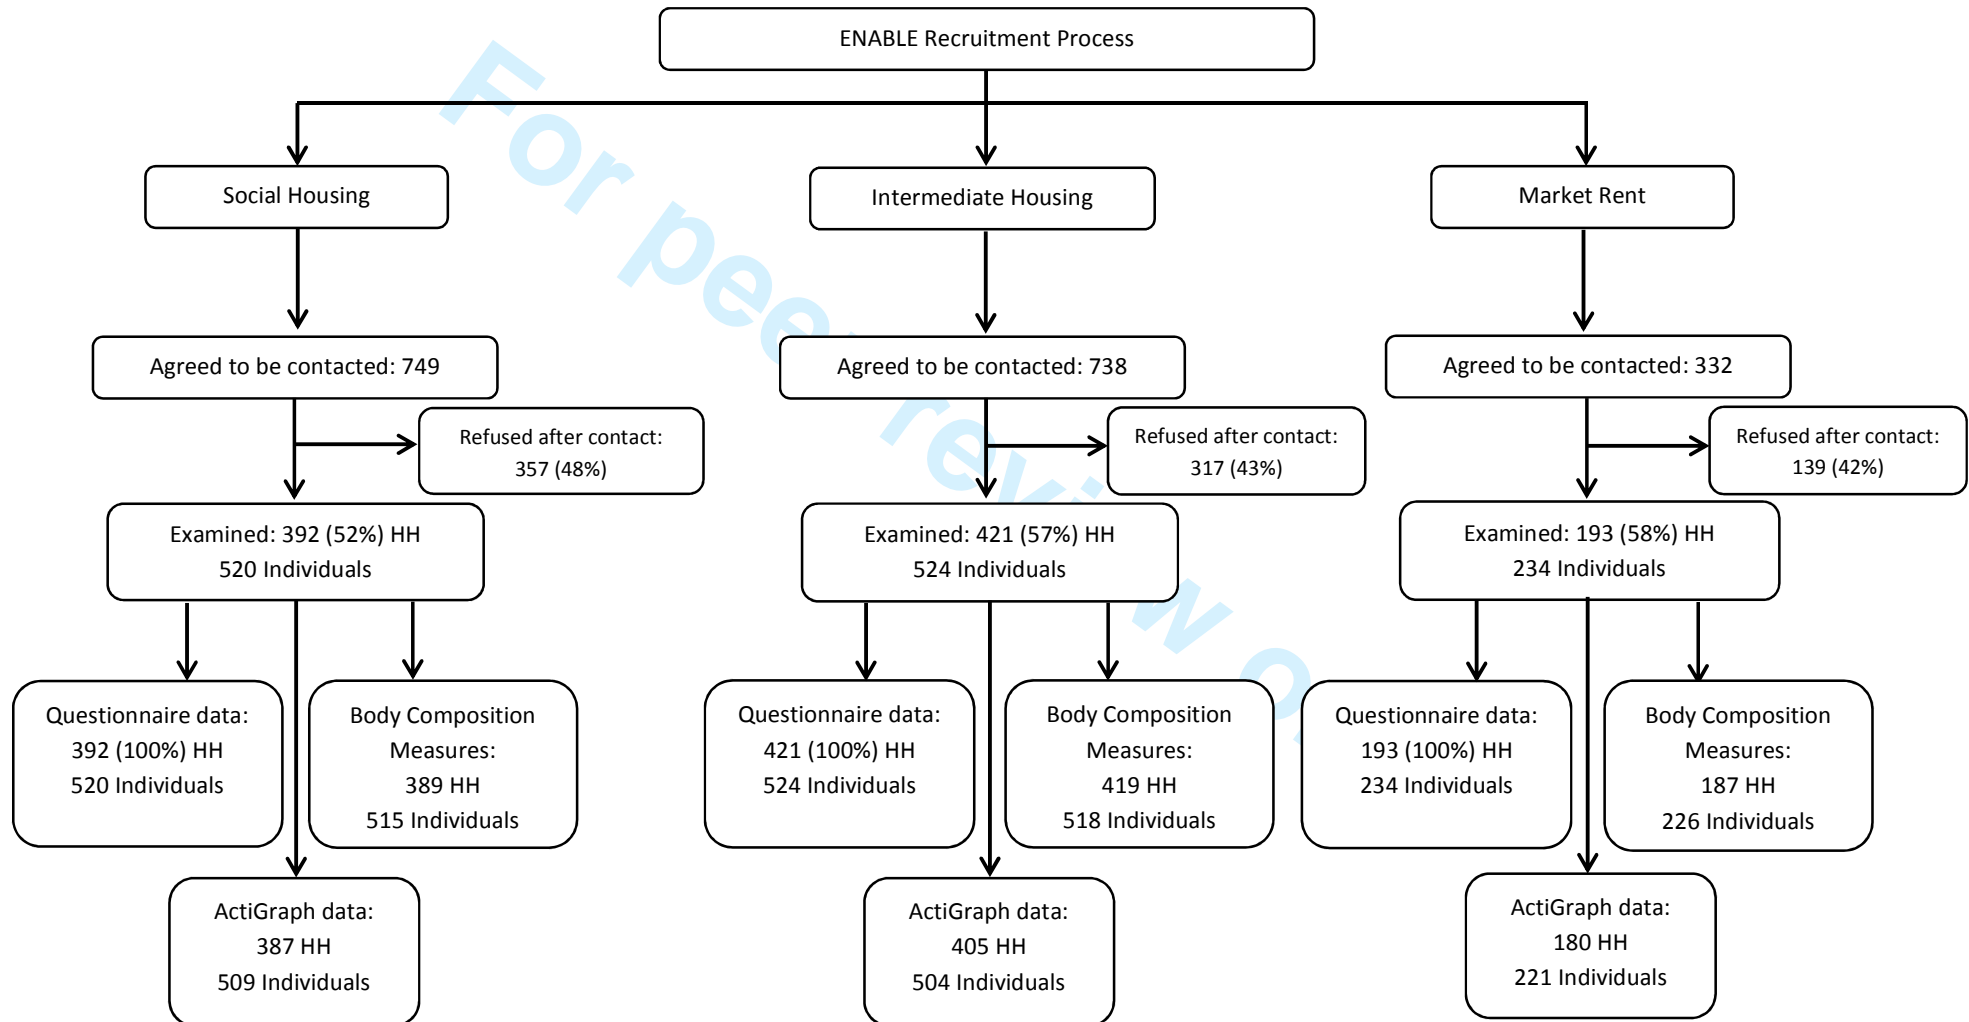 ENABLE Recruitment Process
Social Housing
Intermediate Housing
Market Rent
Agreed to be contacted: 749
Agreed to be contacted: 738
Agreed to be contacted: 332
Refused after contact:
357 (48%)
Refused after contact:
317 (43%)
Refused after contact:
139 (42%)
Examined: 392 (52%) HH
520 Individuals
Examined: 421 (57%) HH
524 Individuals
Examined: 193 (58%) HH
234 Individuals
Questionnaire data:
392 (100%) HH
520 Individuals
Body Composition
Measures:
389 HH
515 Individuals
Questionnaire data:
421 (100%) HH
524 Individuals
Body Composition
Measures:
419 HH
518 Individuals
Questionnaire data:
193 (100%) HH
234 Individuals
Body Composition
Measures:
187 HH
226 Individuals
ActiGraph data:
387 HH
509 Individuals
ActiGraph data:
405 HH
504 Individuals
ActiGraph data:
180 HH
221 Individuals
For peer review